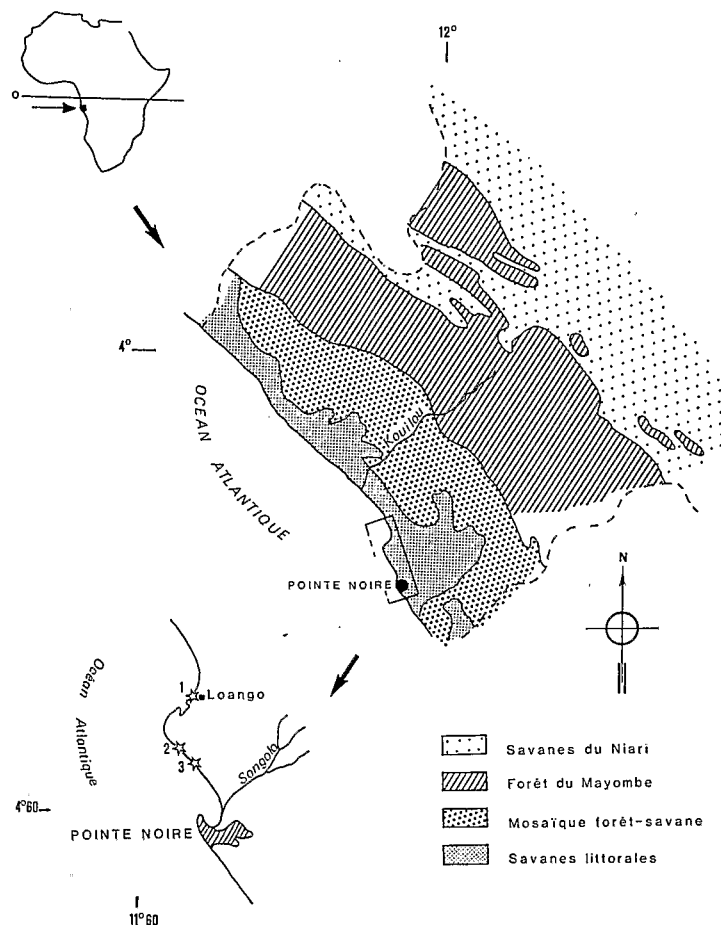 12°
O
4°
OCEAN ATLANTIQUE
Kouilou
POINTE NOIRE
N
Océan
Atlantique
1
Loango
2
3
Songolo
4°60
POINTE NOIRE
11°60
Savanes du Niari
Forêt du Mayombe
Mosaïque forêt-savane
Savanes littorales